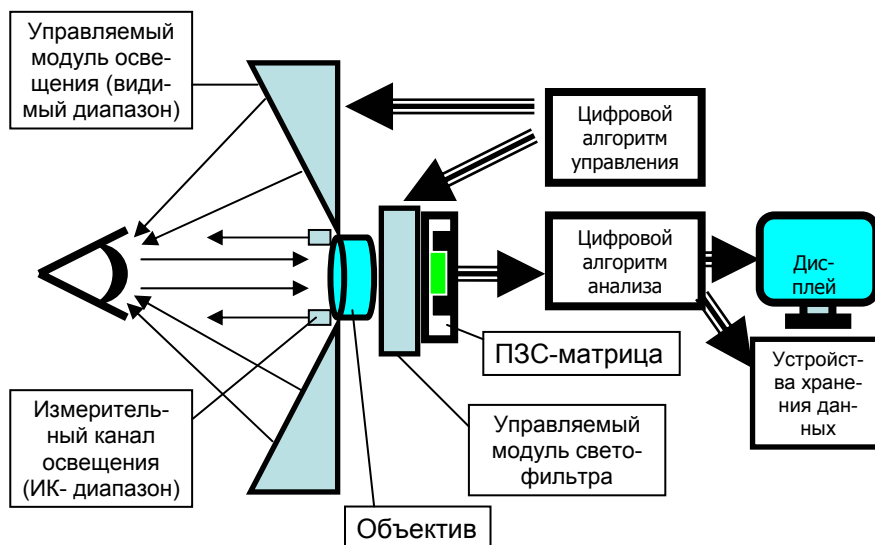 Управляемый
модуль осве-
щения (види-
мый диапазон)
Цифровой
алгоритм
управления
Цифровой
алгоритм
анализа
Дис-
плей
ПЗС-матрица
Устройст-
ва хране-
ния дан-
ных
Измеритель-
ный канал
освещения
(ИК- диапазон)
Управляемый
модуль свето-
фильтра
Объектив